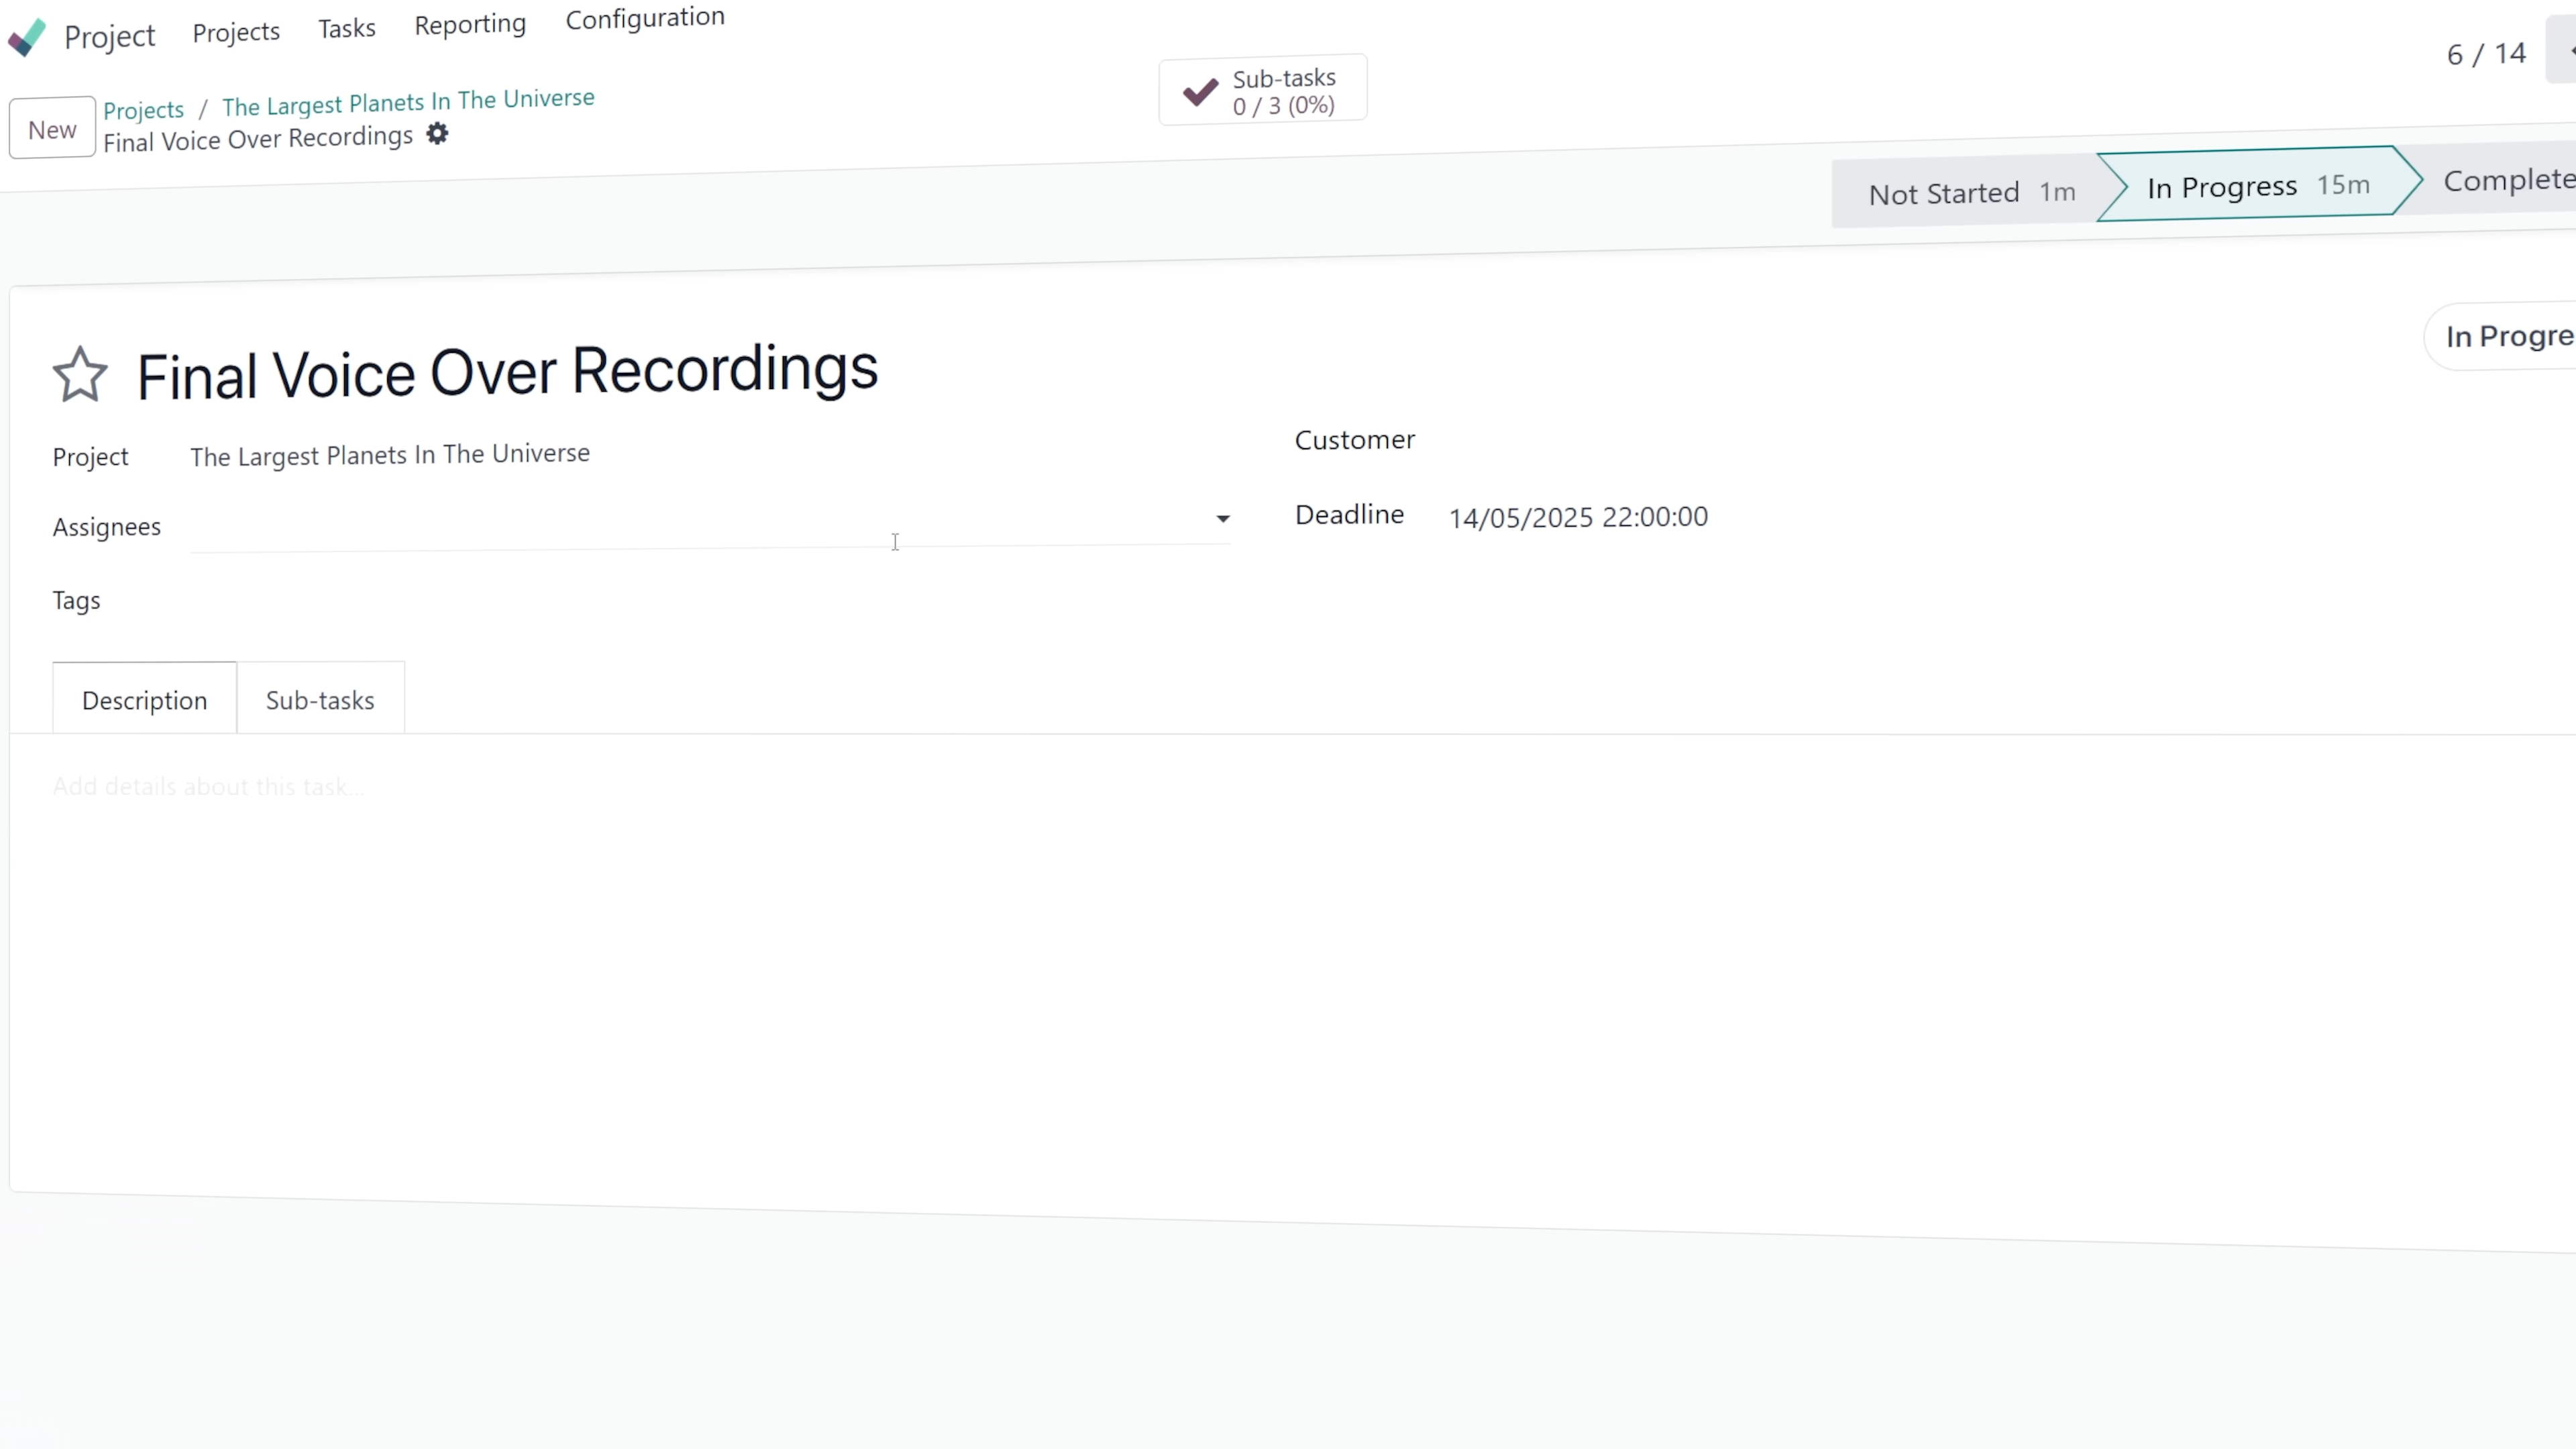 Project Projects Tasks Reporting Configuration
New
Projects / The Largest Planets In The Universe
Final Voice Over Recordings
Sub-tasks
0 / 3 (0%)
6 / 14
Not Started 1m In Progress 15m Complete
Final Voice Over Recordings
In Progre
Project The Largest Planets In The Universe
Customer
Assignees
Deadline 14/05/2025 22:00:00
Tags
Description Sub-tasks
Add details about this task...